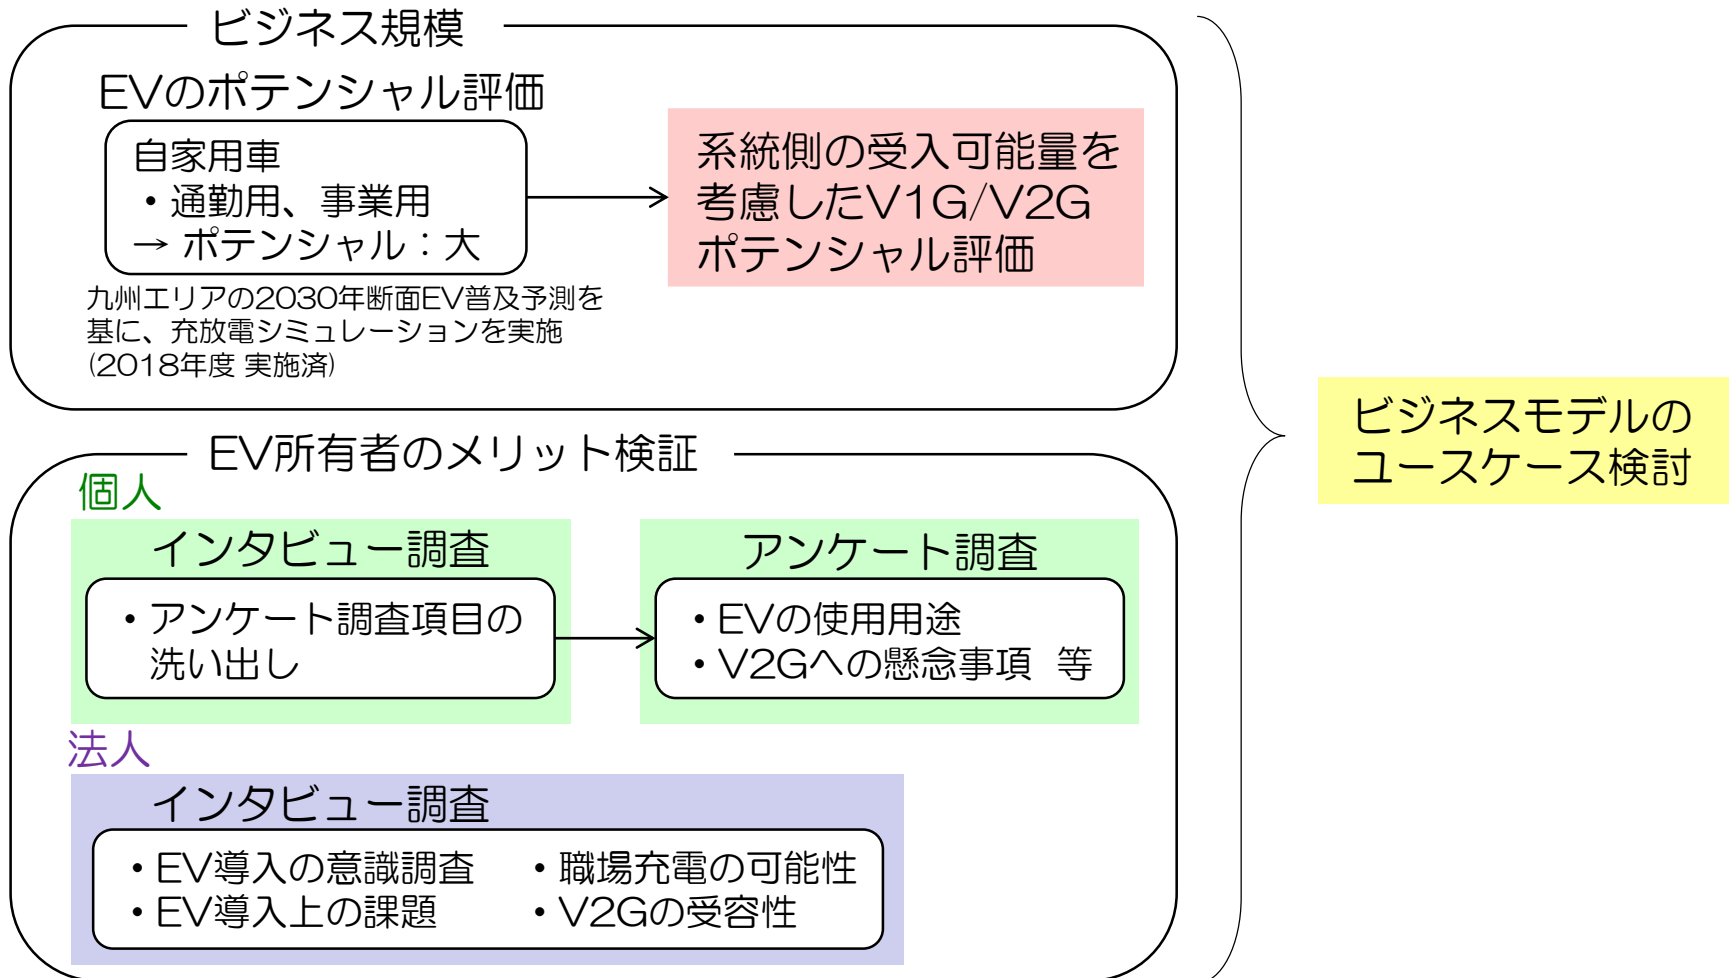 ビジネス規模
EVのポテンシャル評価
自家用車
・通勤用、事業用
→ ポテンシャル：大
九州エリアの2030年断面EV普及予測を
基に、充放電シミュレーションを実施
(2018年度 実施済)
系統側の受入可能量を
考慮したV1G/V2G
ポテンシャル評価
EV所有者のメリット検証
個人
インタビュー調査
・アンケート調査項目の
洗い出し
アンケート調査
・EVの使用用途
・V2Gへの懸念事項 等
法人
インタビュー調査
・EV導入の意識調査
・EV導入上の課題
・職場充電の可能性
・V2Gの受容性
ビジネスモデルの
ユースケース検討